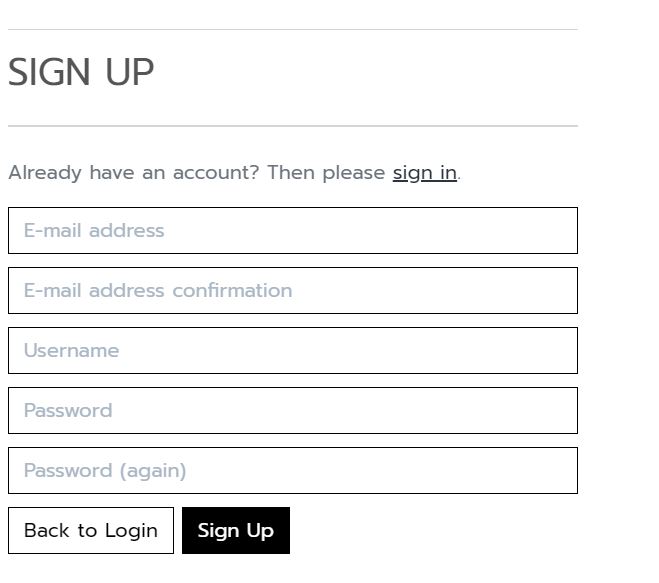 SIGN UP
Already have an account? Then please sign in.
E-mail address
E-mail address confirmation
Username
Password
Password (again)
Back to Login Sign Up